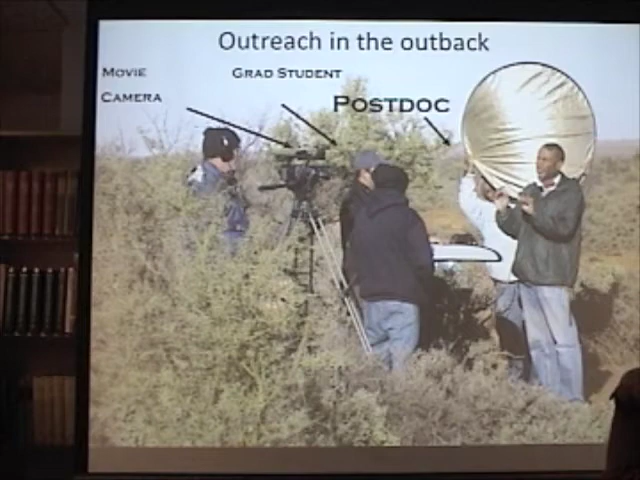 Outreach in the outback
MOVIE
CAMERA
GRAD STUDENT
POSTDOC